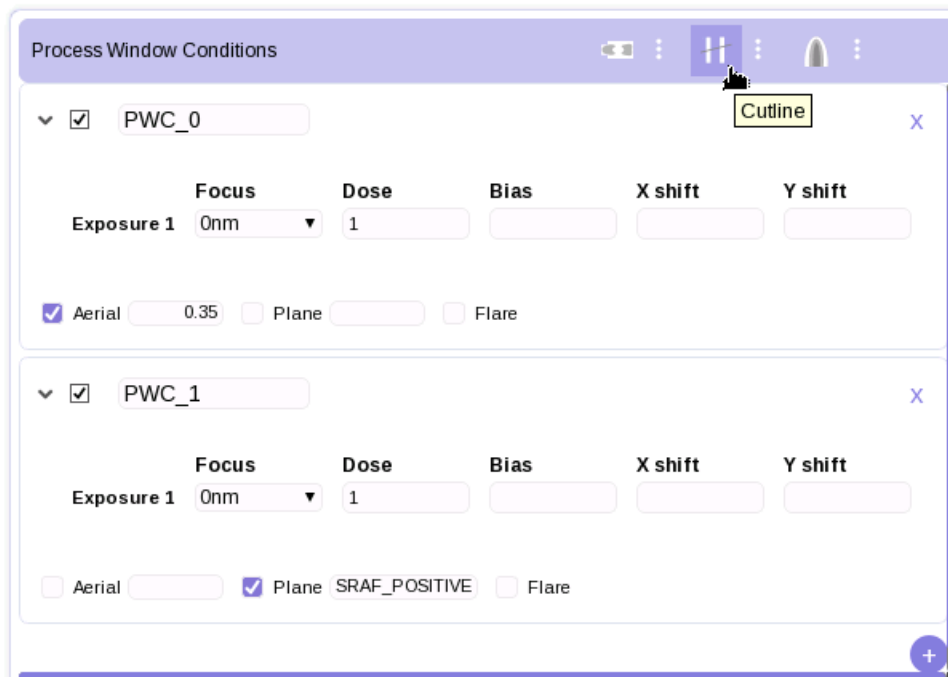 Process Window Conditions
Cutline
PWC_0 X
Focus Dose Bias X shift Y shift
Exposure 1 0nm 1
Aerial 0.35 Plane Flare
PWC_1 X
Focus Dose Bias X shift Y shift
Exposure 1 0nm 1
Aerial Plane SRAF_POSITIVE Flare
+